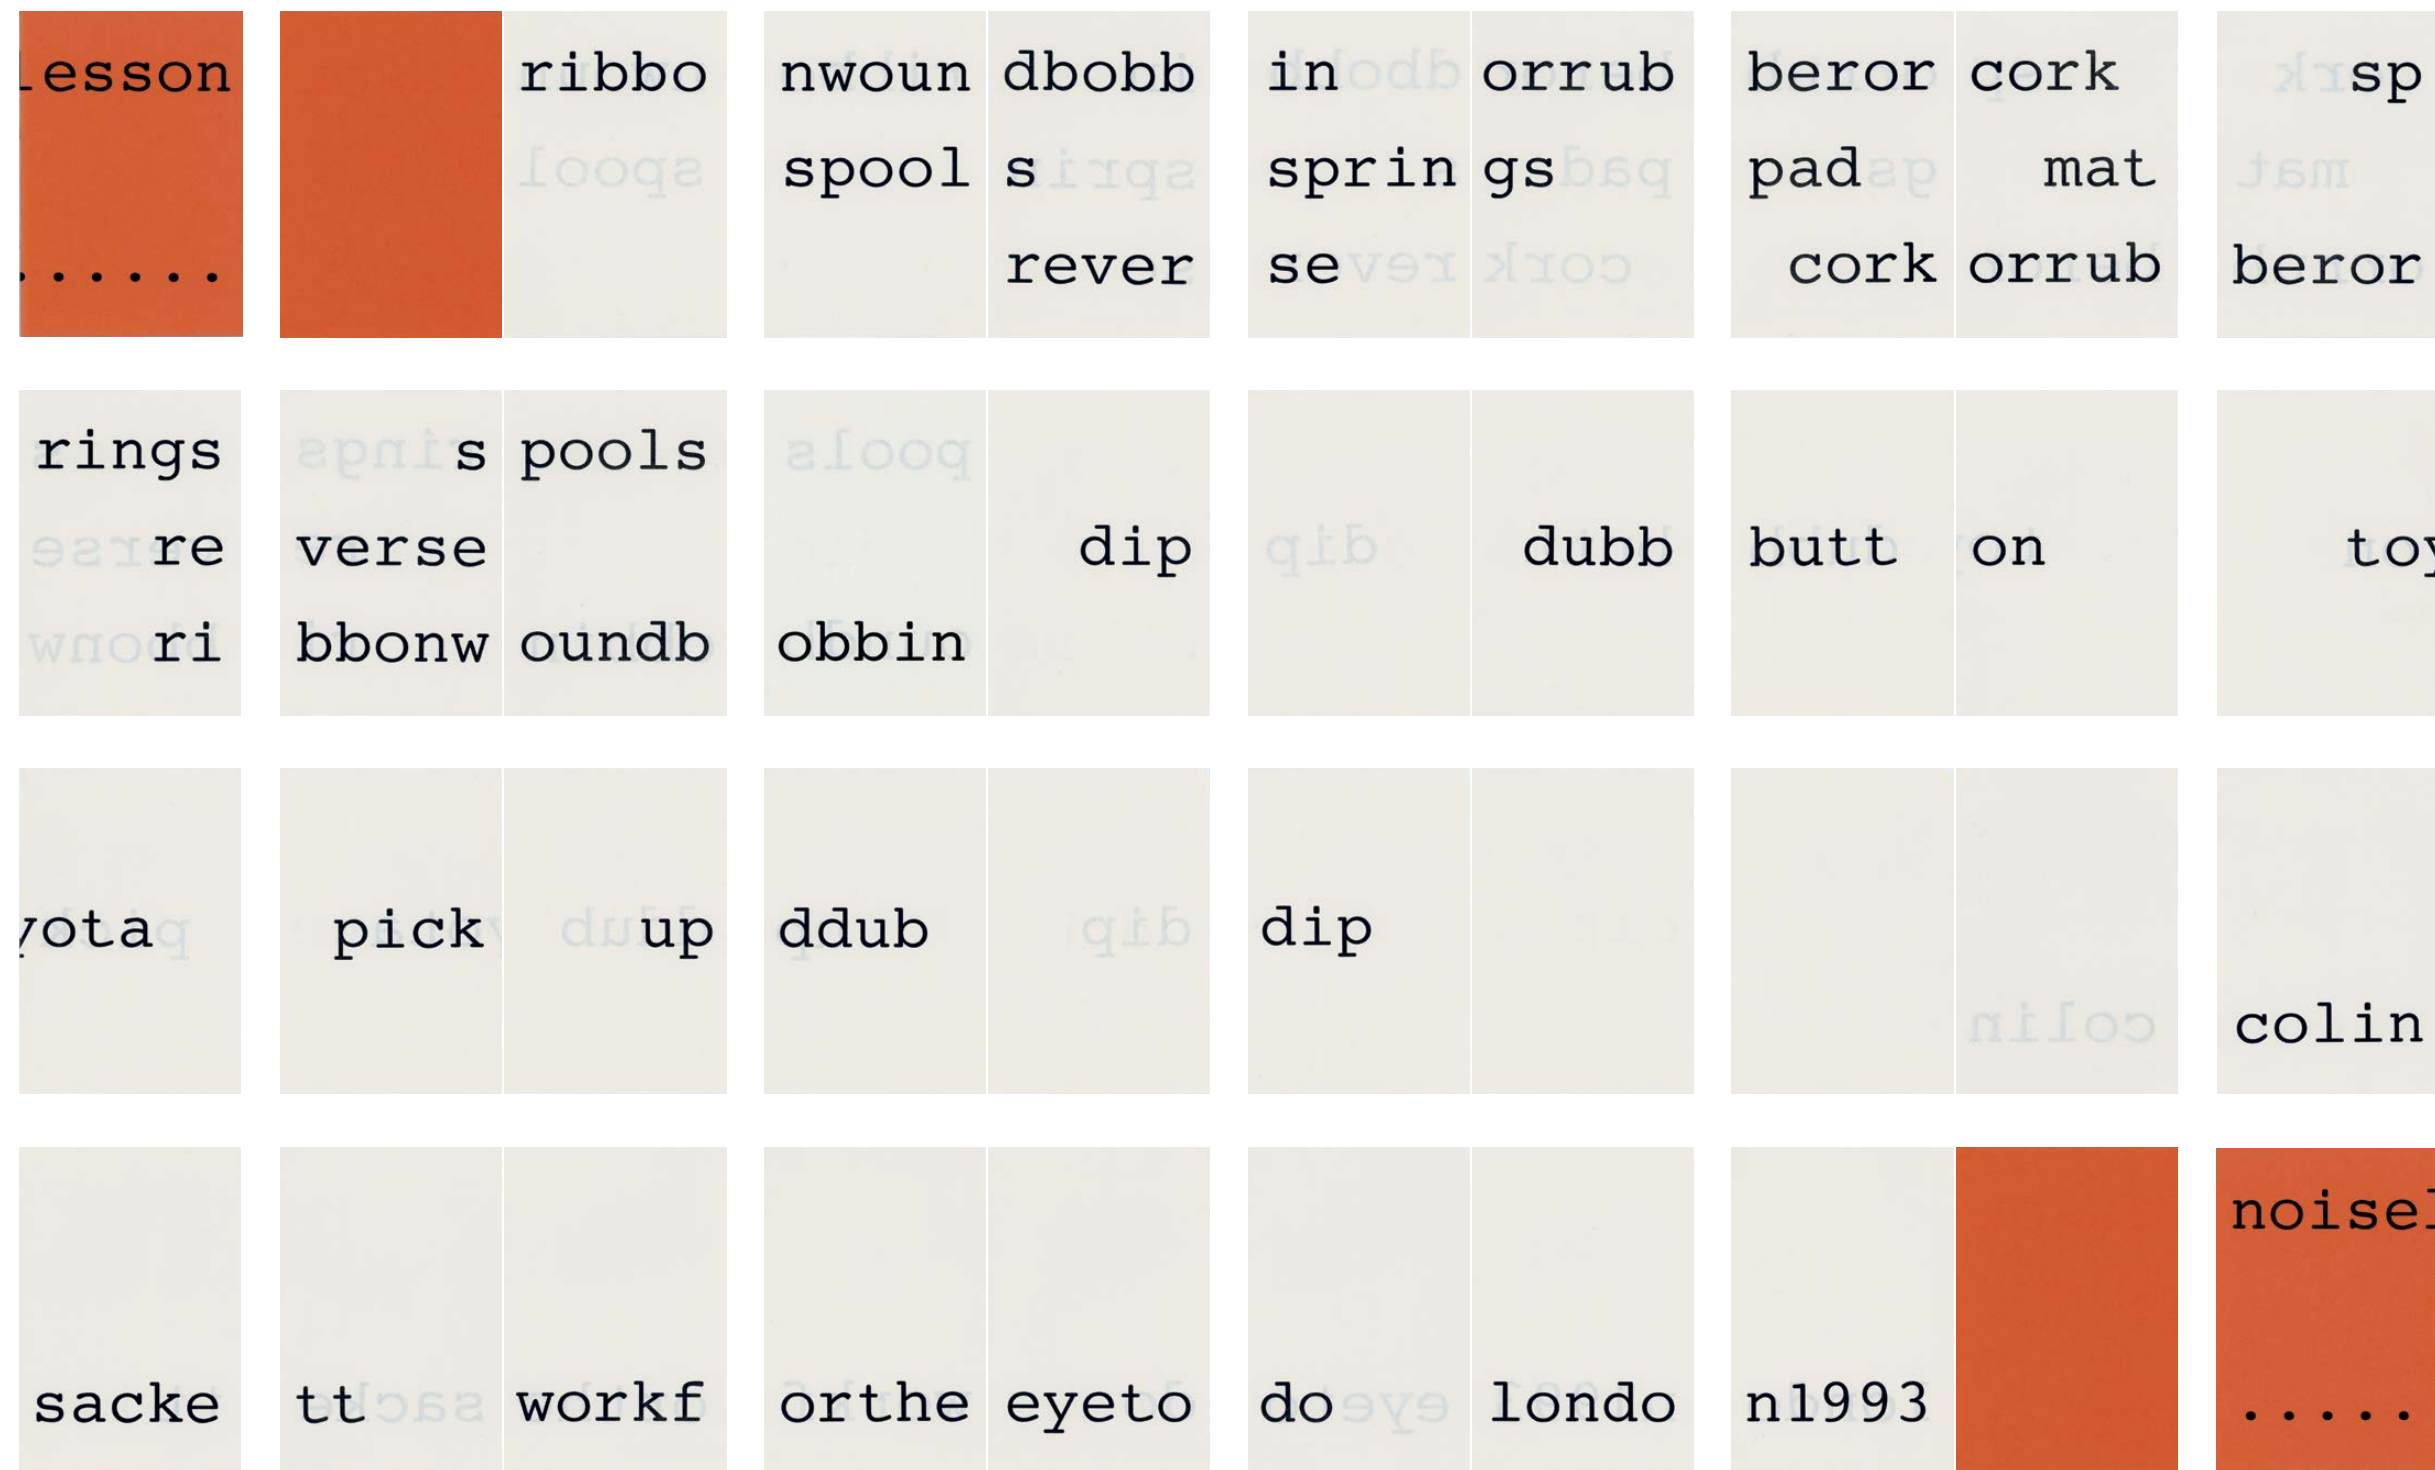 lesson ribbo nwoun dbobb in orrub beror cork sp
spool s sprin gs pad mat
rever se cork orrub beror
......
rings s pools
re verse dip dubb butt on toy
ri bbonw oundb obbin
yota pick up ddub dip
colin
noisel
sacke tt workf orthe eyeto do londo n1993 .....